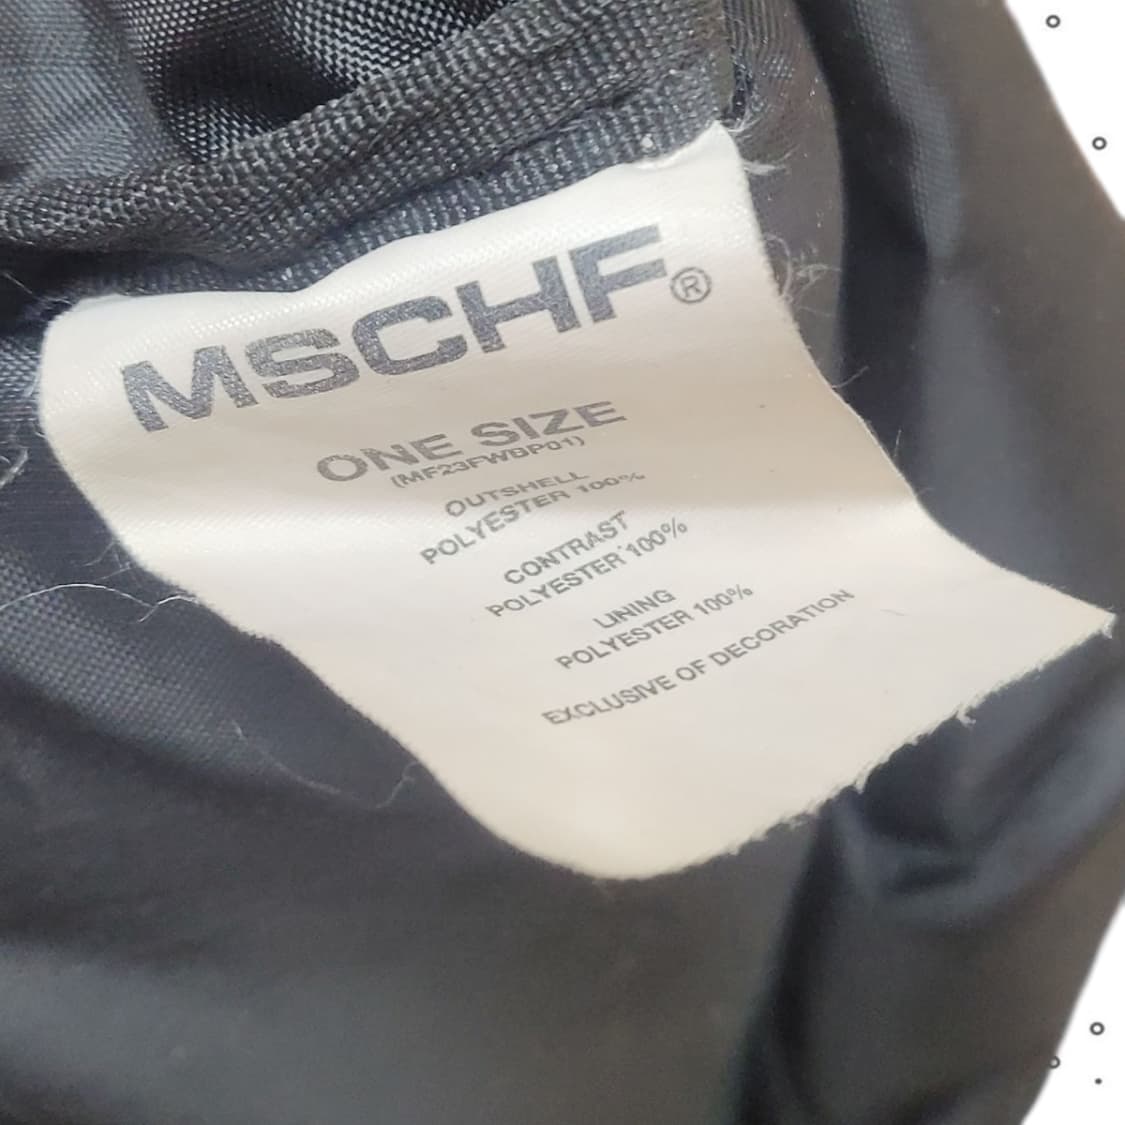 MSCHF®
ONE SIZE
(MF23FWBP01)
OUTSHELL
POLYESTER 100%
CONTRAST
POLYESTER 100%
LINING
POLYESTER 100%
EXCLUSIVE OF DECORATION